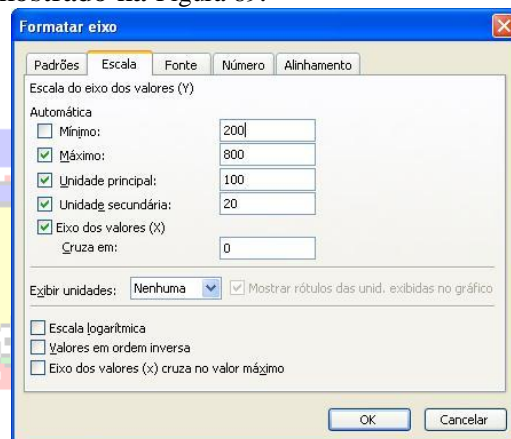 mostrado na Figura 69.
Formatar eixo
Padrões Escala Fonte Número Alinhamento
Escala do eixo dos valores (Y)
Automática
Mínimo: 200
Máximo: 800
Unidade principal: 100
Unidade secundária: 20
Eixo dos valores (X)
Cruza em: 0
Exibir unidades: Nenhuma Mostrar rótulos das unid. exibidas no gráfico
Escala logarítmica
Valores em ordem inversa
Eixo dos valores (x) cruza no valor máximo
OK Cancelar